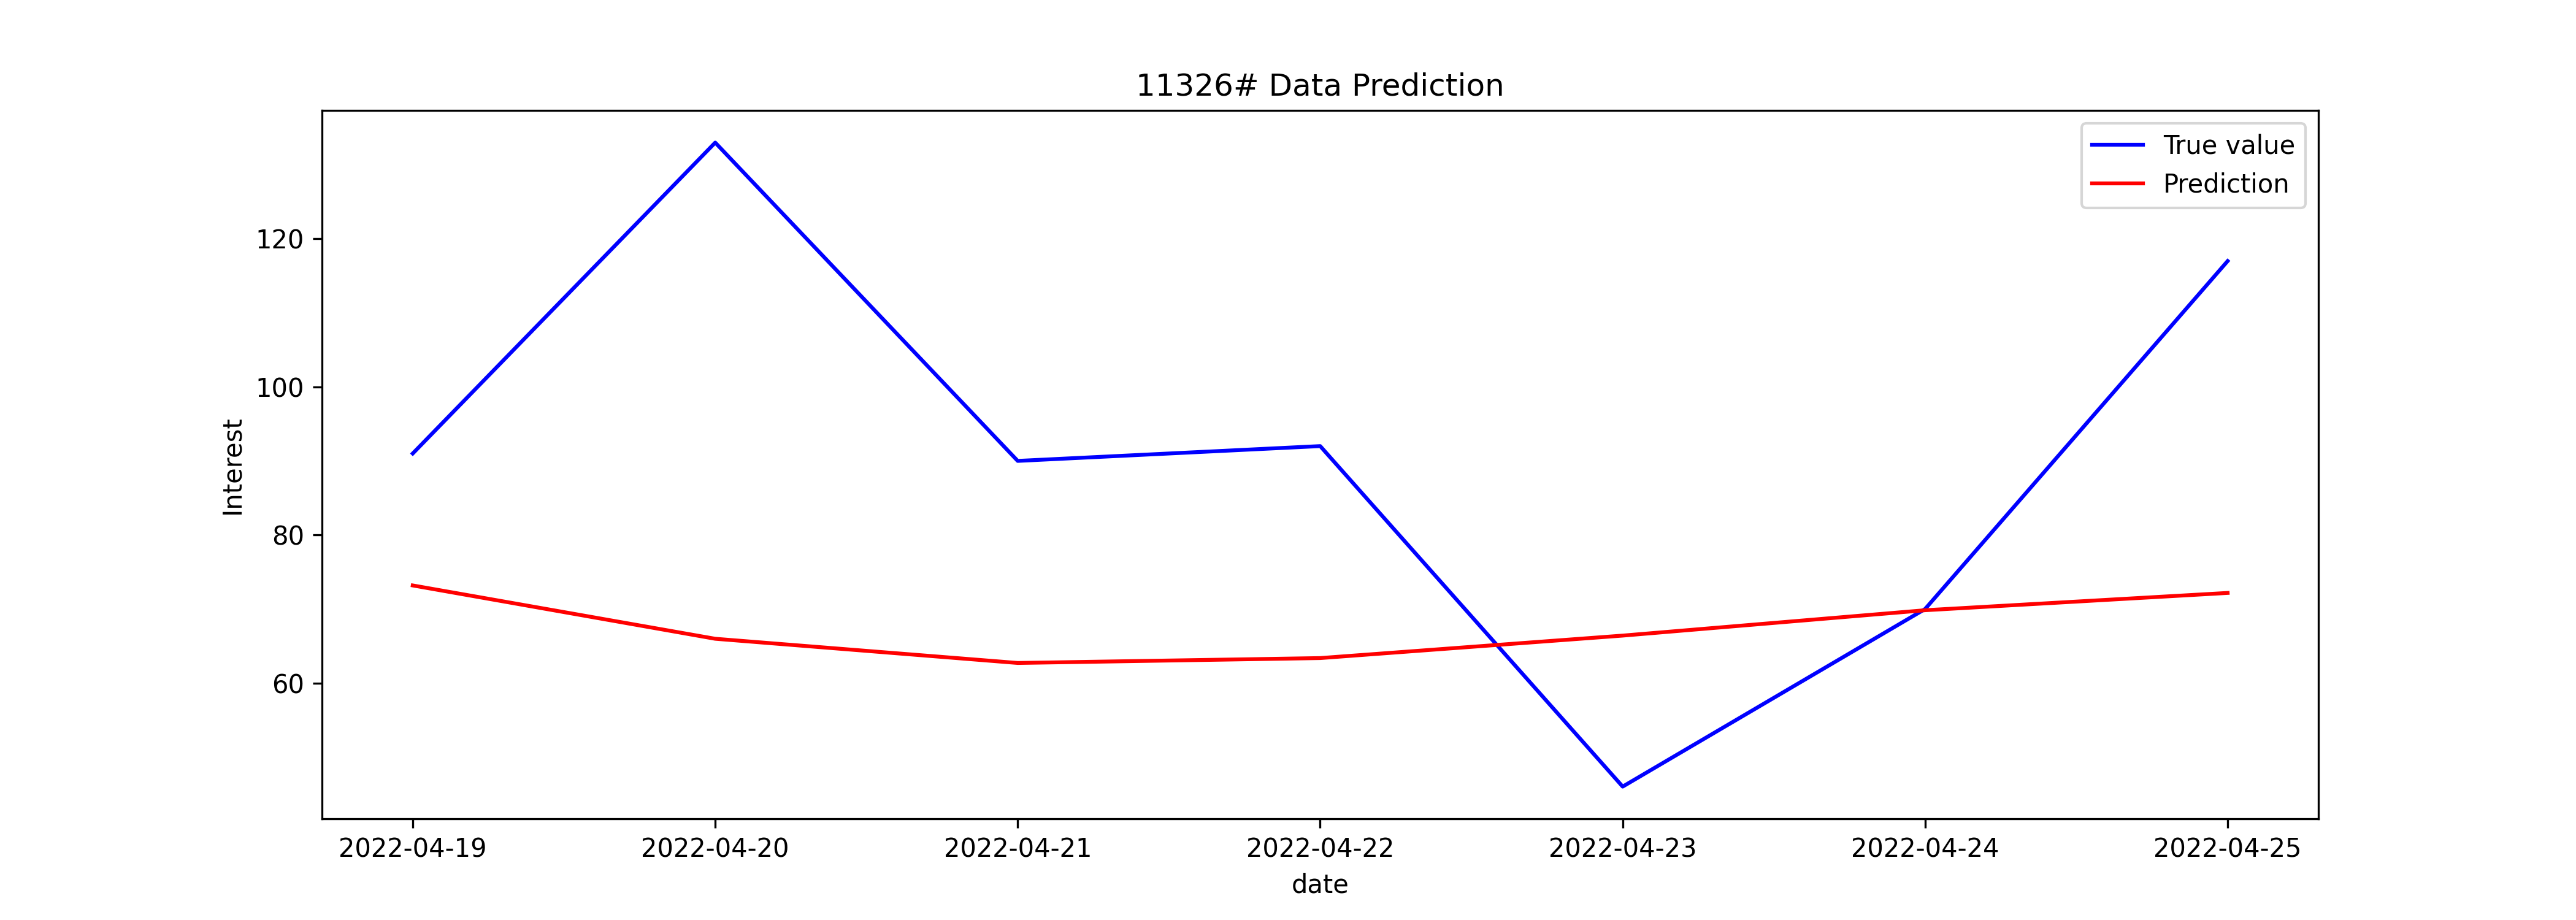 11326# Data Prediction
True value
Prediction
120
100
80
60
Interest
2022-04-19
2022-04-20
2022-04-21
2022-04-22
2022-04-23
2022-04-24
2022-04-25
date